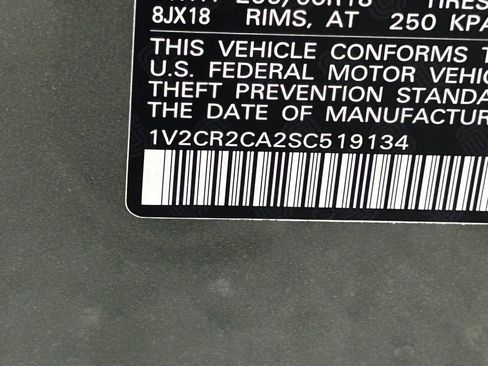 8JX18 RIMS, AT 250 KPA
THIS VEHICLE CONFORMS T
U.S. FEDERAL MOTOR VEHIC
THEFT PREVENTION STANDA
THE DATE OF MANUFACTUR
1V2CR2CA2SC519134